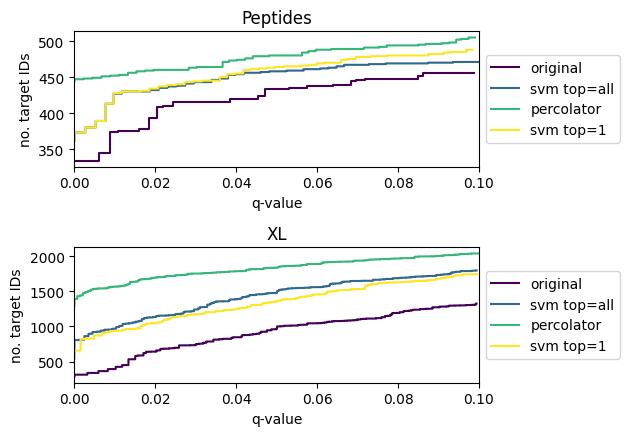 Peptides
no. target IDs
500
450
400
350
0.00 0.02 0.04 0.06 0.08 0.10
q-value
original
svm top=all
percolator
svm top=1
XL
no. target IDs
2000
1500
1000
500
0.00 0.02 0.04 0.06 0.08 0.10
q-value
original
svm top=all
percolator
svm top=1